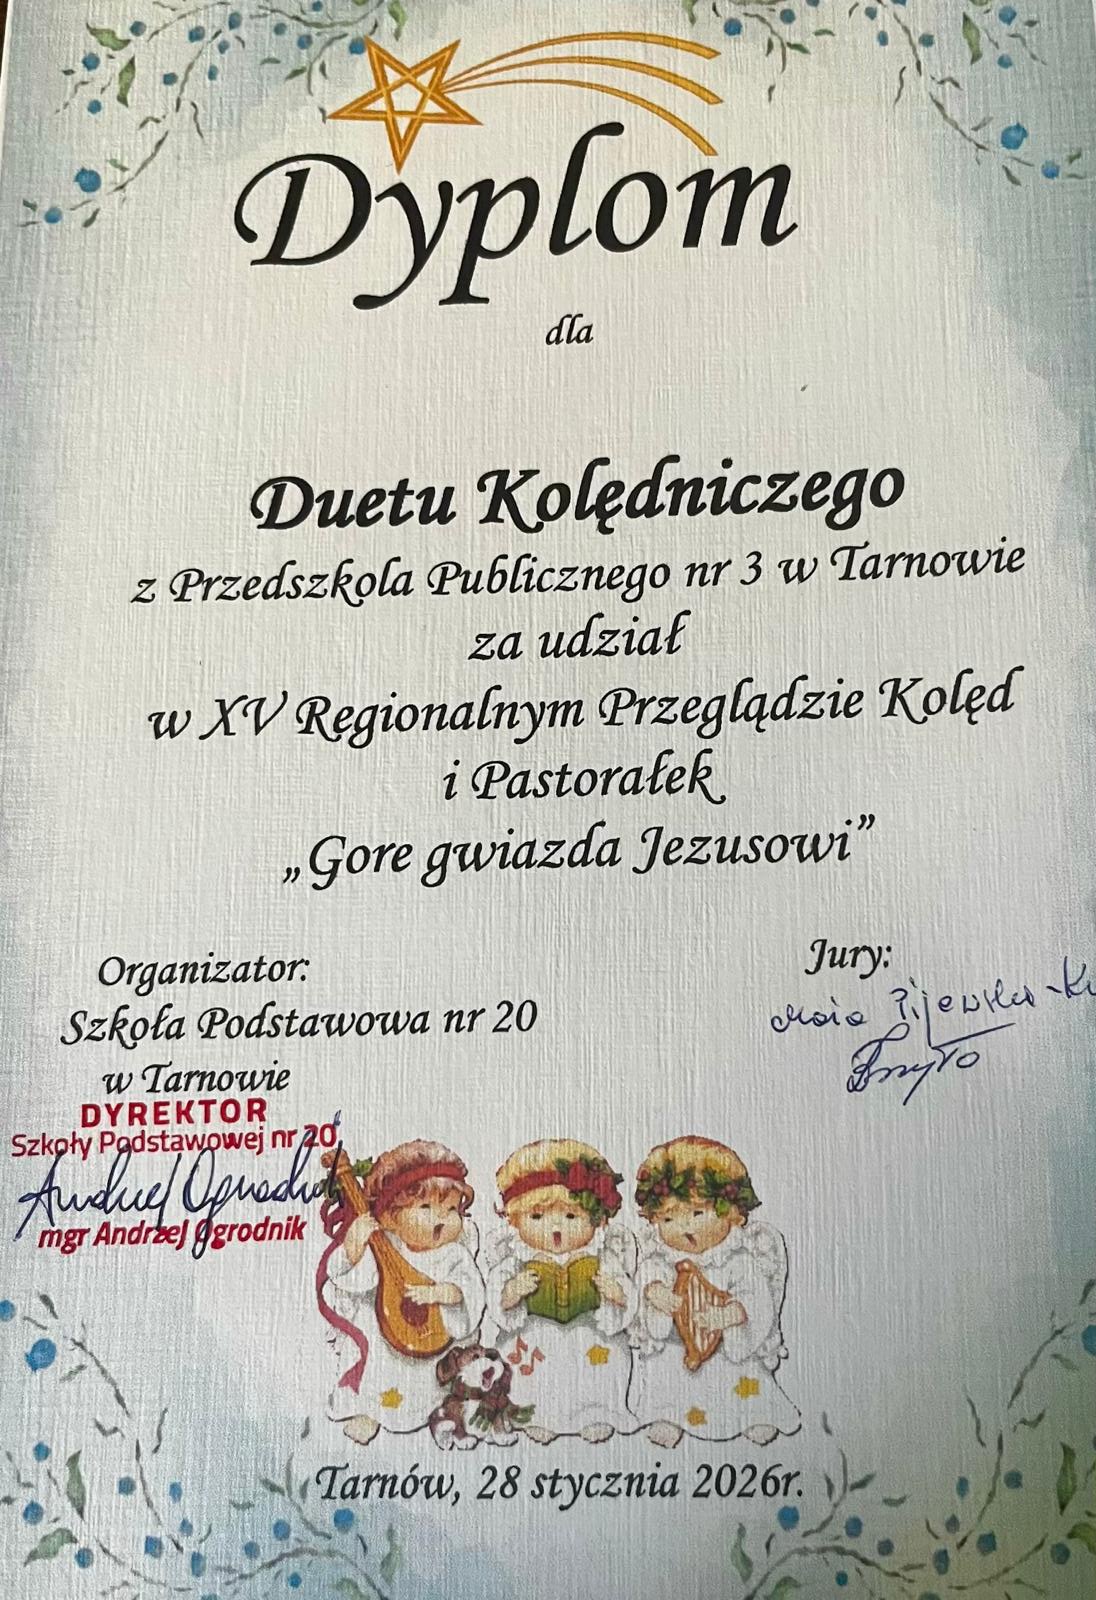 Dyplom
dla
Duetu Kolędniczego
z Przedszkola Publicznego nr 3 w Tarnowie
za udział
w XV Regionalnym Przeglądzie Kolęd
i Pastorałek
„Gore gwiazda Jezusowi”
Organizator:
Szkoła Podstawowa nr 20
w Tarnowie
DYREKTOR
Szkoły Podstawowej nr 20
Andrzej Ogrodnik
mgr Andrzej Ogrodnik
Jury:
Tarnów, 28 stycznia 2026r.